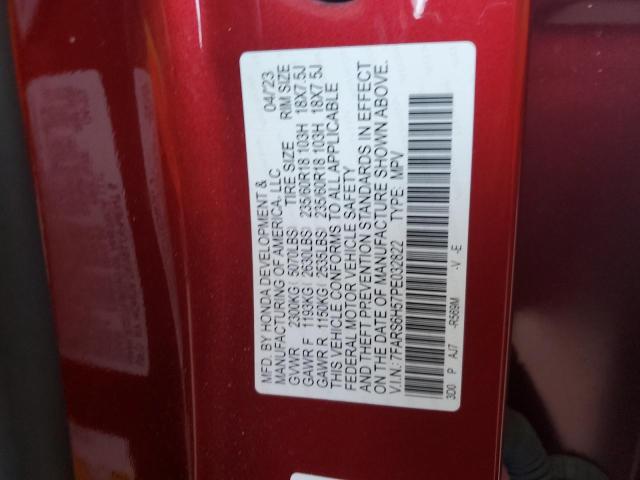 MFD. BY HONDA DEVELOPMENT & 04/23
MANUFACTURING OF AMERICA, LLC
TIRE SIZE RIM SIZE
GVWR 2300KG (5070LBS)
GAWR F 1193KG (2630LBS) 235/60R18 103H 18X7.5J
GAWR R 1150KG (2535LBS) 235/60R18 103H 18X7.5J
THIS VEHICLE CONFORMS TO ALL APPLICABLE
FEDERAL MOTOR VEHICLE SAFETY
AND THEFT PREVENTION STANDARDS IN EFFECT
ON THE DATE OF MANUFACTURE SHOWN ABOVE.
V.I.N.: 7FARS6H57PE032822 TYPE: MPV
3D0 P AJ7 -R569M -V -E